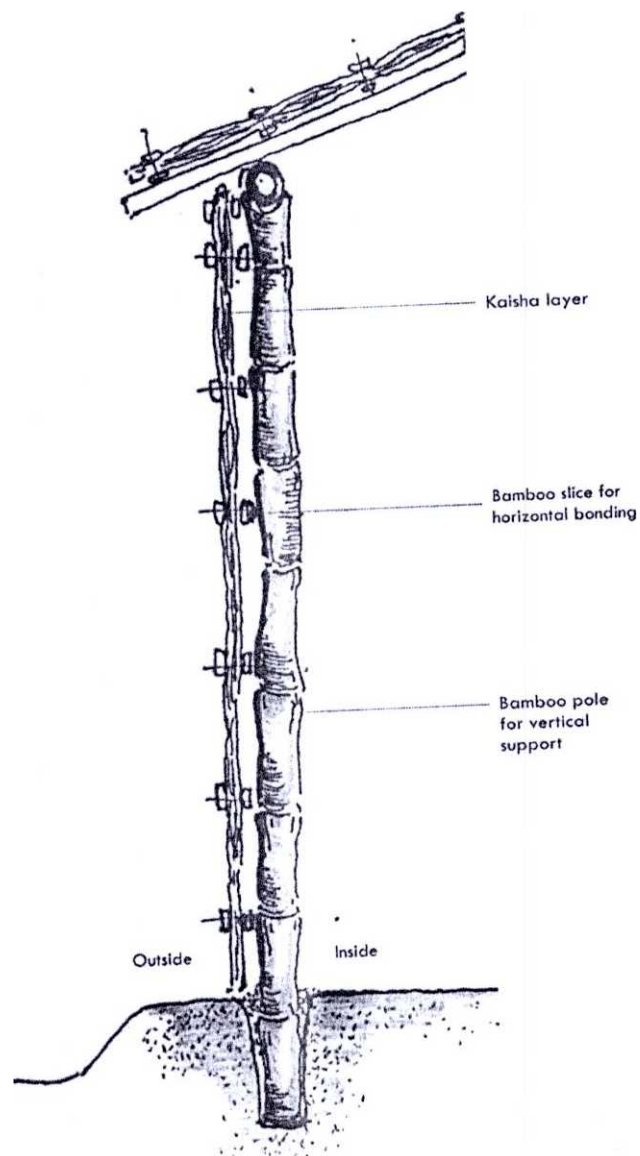 Kaisha layer
Bamboo slice for
horizontal bonding
Bamboo pole
for vertical
support
Outside
Inside